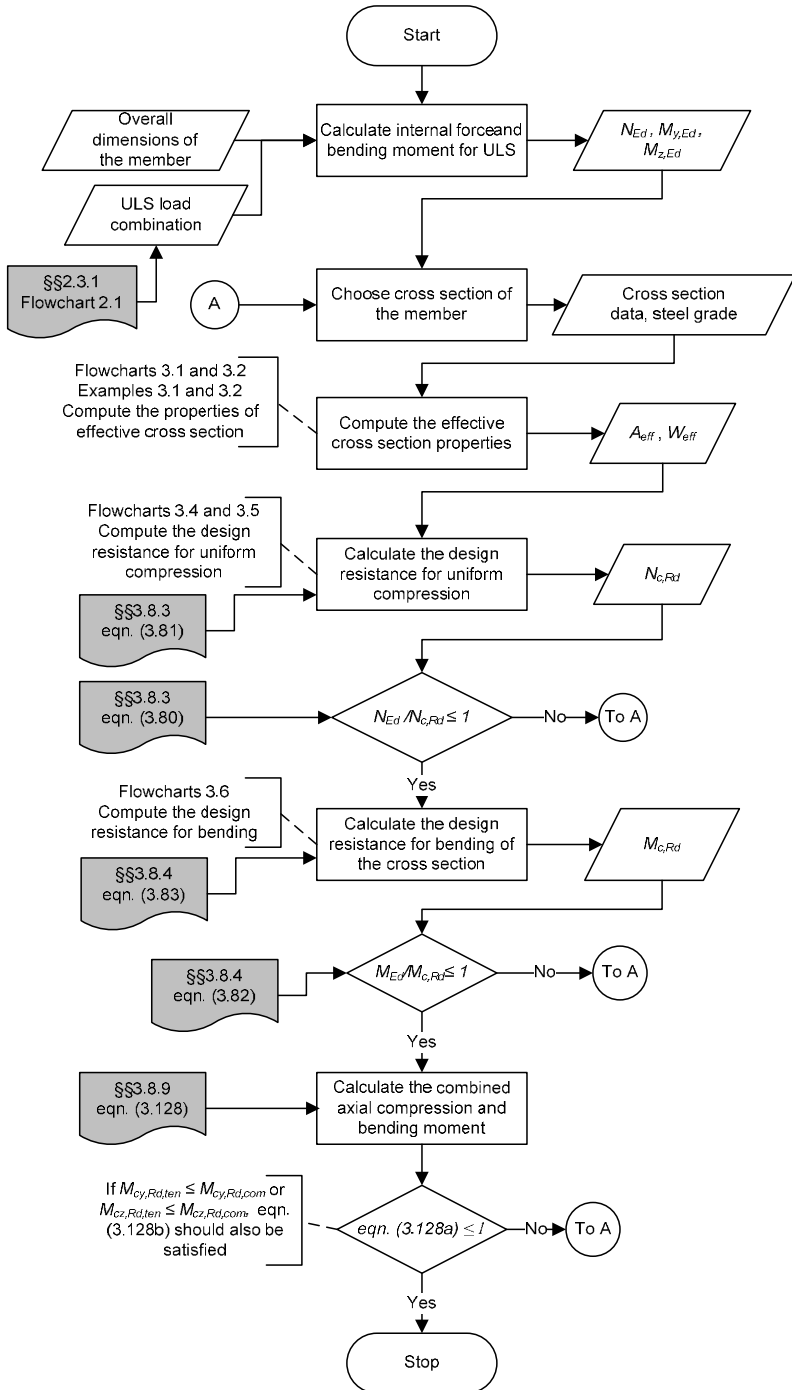 Start
Overall
dimensions of
the member
Calculate internal force and
bending moment for ULS
N_Ed , M_y,Ed ,
M_z,Ed
ULS load
combination
§§2.3.1
Flowchart 2.1
A
Choose cross section of
the member
Cross section
data, steel grade
Flowcharts 3.1 and 3.2
Examples 3.1 and 3.2
Compute the properties of
effective cross section
Compute the effective
cross section properties
A_eff , W_eff
Flowcharts 3.4 and 3.5
Compute the design
resistance for uniform
compression
Calculate the design
resistance for uniform
compression
N_c,Rd
§§3.8.3
eqn. (3.81)
§§3.8.3
eqn. (3.80)
N_Ed /N_c,Rd ≤ 1
No
To A
Yes
Flowcharts 3.6
Compute the design
resistance for bending
Calculate the design
resistance for bending of
the cross section
M_c,Rd
§§3.8.4
eqn. (3.83)
§§3.8.4
eqn. (3.82)
M_Ed/M_c,Rd ≤ 1
No
To A
Yes
§§3.8.9
eqn. (3.128)
Calculate the combined
axial compression and
bending moment
If M_cy,Rd,ten ≤ M_cy,Rd,com or
M_cz,Rd,ten ≤ M_cz,Rd,com, eqn.
(3.128b) should also be
satisfied
eqn. (3.128a) ≤ 1
No
To A
Yes
Stop